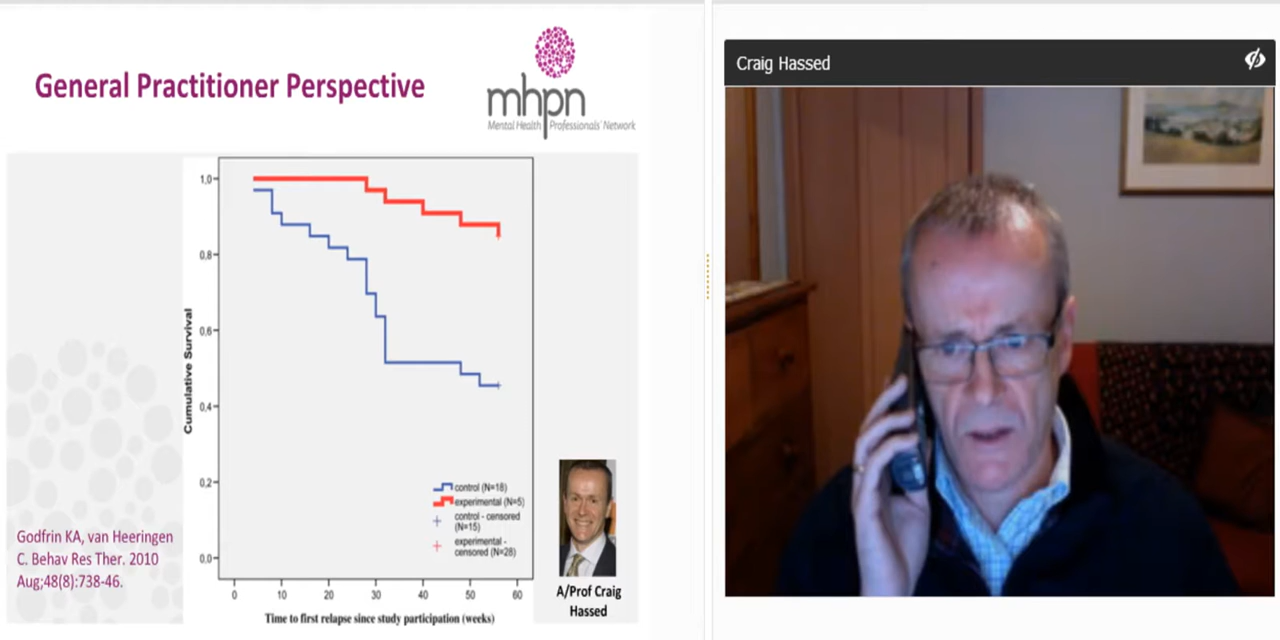 General Practitioner Perspective
mhpn
Mental Health Professionals' Network
Craig Hassed
1,0
0,8
0,6
0,4
0,2
0,0
Cumulative Survival
control (N=18)
experimental (N=5)
control - censored
(N=15)
experimental -
censored (N=28)
0 10 20 30 40 50 60
Time to first relapse since study participation (weeks)
Godfrin KA, van Heeringen
C. Behav Res Ther. 2010
Aug;48(8):738-46.
A/Prof Craig
Hassed